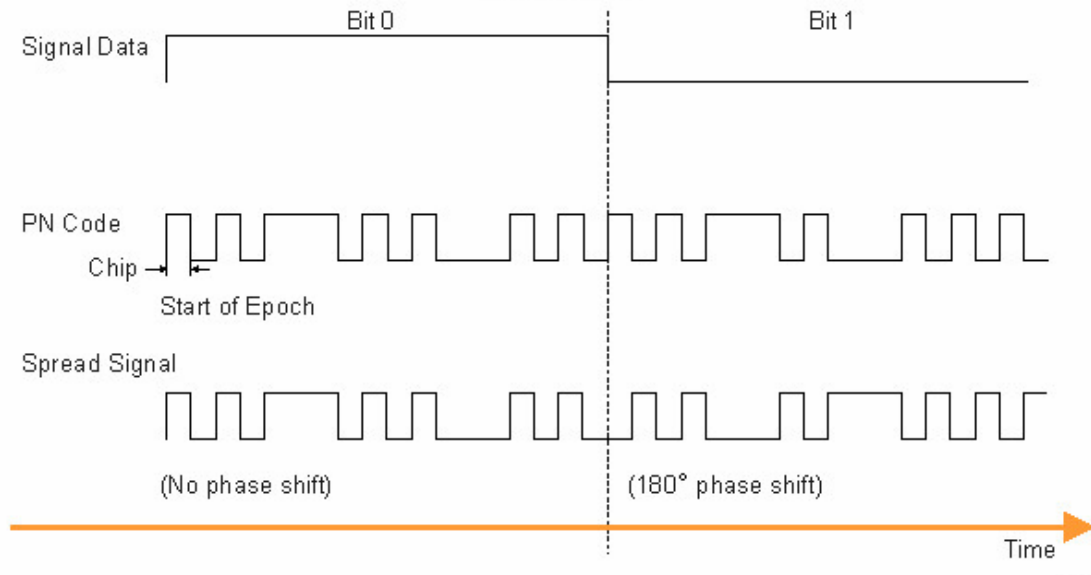 Bit 0
Bit 1
Signal Data
PN Code
Chip
Start of Epoch
Spread Signal
(No phase shift)
(180° phase shift)
Time